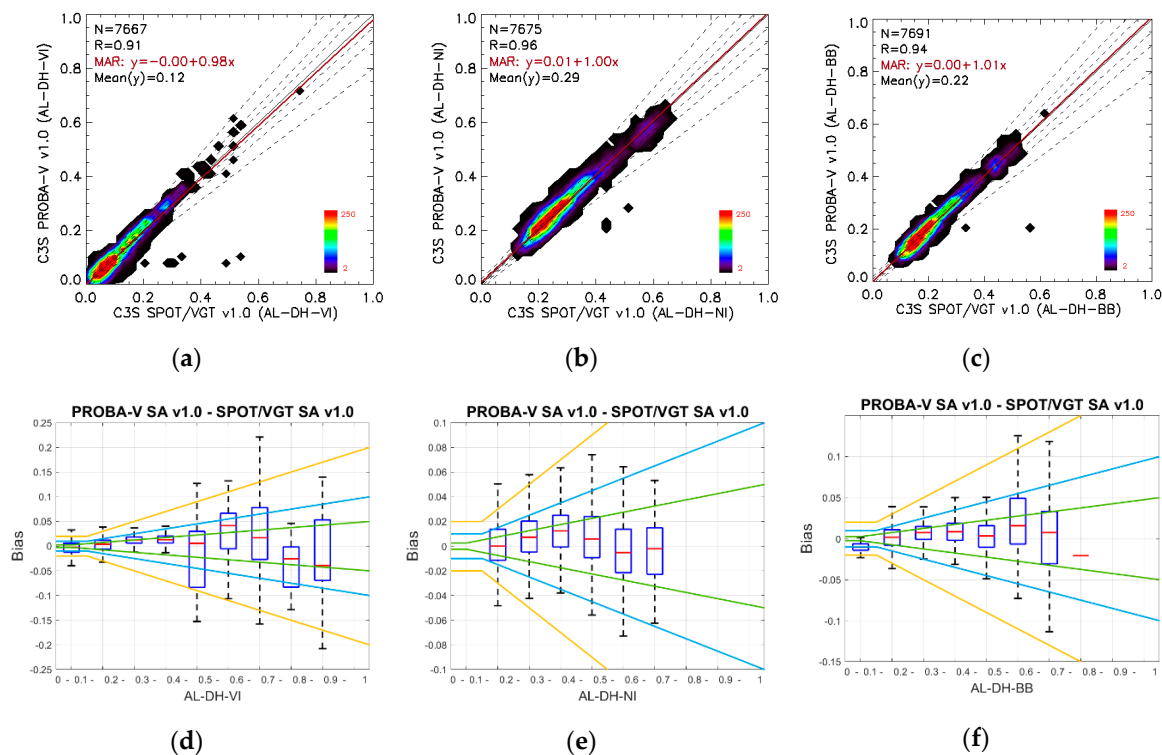 N=7667
R=0.91
MAR: y=−0.00+0.98x
Mean(y)=0.12
C3S PROBA-V v1.0 (AL-DH-VI)
1.0
0.8
0.6
0.4
0.2
0.0
250
2
0.0 0.2 0.4 0.6 0.8 1.0
C3S SPOT/VGT v1.0 (AL-DH-VI)
(a)
N=7675
R=0.96
MAR: y=0.01+1.00x
Mean(y)=0.29
C3S PROBA-V v1.0 (AL-DH-NI)
1.0
0.8
0.6
0.4
0.2
0.0
250
2
0.0 0.2 0.4 0.6 0.8 1.0
C3S SPOT/VGT v1.0 (AL-DH-NI)
(b)
N=7691
R=0.94
MAR: y=0.00+1.01x
Mean(y)=0.22
C3S PROBA-V v1.0 (AL-DH-BB)
1.0
0.8
0.6
0.4
0.2
0.0
250
2
0.0 0.2 0.4 0.6 0.8 1.0
C3S SPOT/VGT v1.0 (AL-DH-BB)
(c)
PROBA-V SA v1.0 - SPOT/VGT SA v1.0
Bias
0.25
0.2
0.15
0.1
0.05
0
-0.05
-0.1
-0.15
-0.2
-0.25
0 - 0.1 - 0.2 - 0.3 - 0.4 - 0.5 - 0.6 - 0.7 - 0.8 - 0.9 - 1
AL-DH-VI
(d)
PROBA-V SA v1.0 - SPOT/VGT SA v1.0
Bias
0.1
0.08
0.06
0.04
0.02
0
-0.02
-0.04
-0.06
-0.08
-0.1
0 - 0.1 - 0.2 - 0.3 - 0.4 - 0.5 - 0.6 - 0.7 - 0.8 - 0.9 - 1
AL-DH-NI
(e)
PROBA-V SA v1.0 - SPOT/VGT SA v1.0
Bias
0.1
0.05
0
-0.05
-0.1
-0.15
0 - 0.1 - 0.2 - 0.3 - 0.4 - 0.5 - 0.6 - 0.7 - 0.8 - 0.9 - 1
AL-DH-BB
(f)